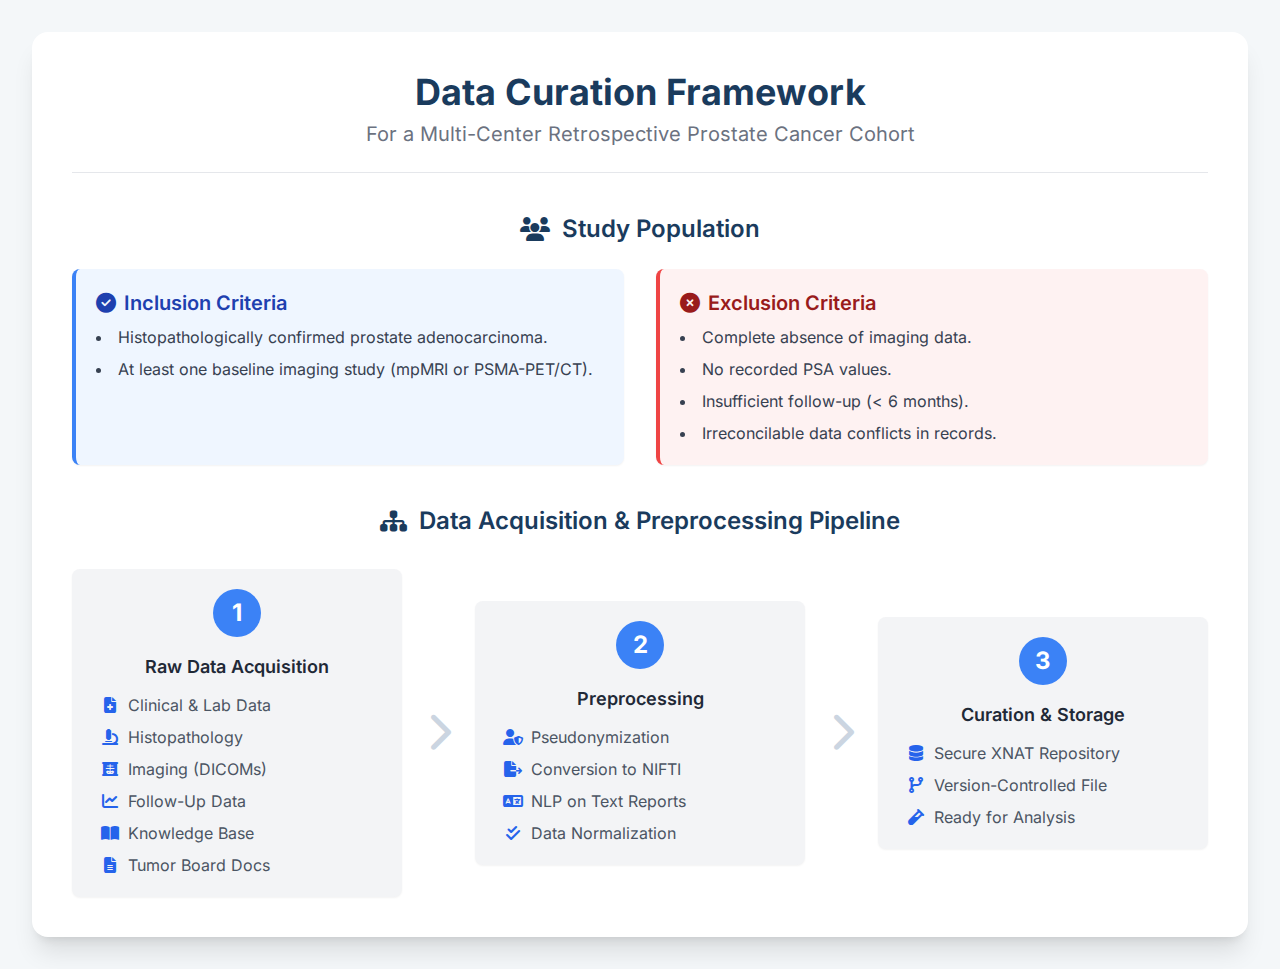 Data Curation Framework
For a Multi-Center Retrospective Prostate Cancer Cohort
Study Population
Inclusion Criteria
• Histopathologically confirmed prostate adenocarcinoma.
• At least one baseline imaging study (mpMRI or PSMA-PET/CT).
Exclusion Criteria
• Complete absence of imaging data.
• No recorded PSA values.
• Insufficient follow-up (< 6 months).
• Irreconcilable data conflicts in records.
Data Acquisition & Preprocessing Pipeline
1
Raw Data Acquisition
Clinical & Lab Data
Histopathology
Imaging (DICOMs)
Follow-Up Data
Knowledge Base
Tumor Board Docs
2
Preprocessing
Pseudonymization
Conversion to NIFTI
NLP on Text Reports
Data Normalization
3
Curation & Storage
Secure XNAT Repository
Version-Controlled File
Ready for Analysis